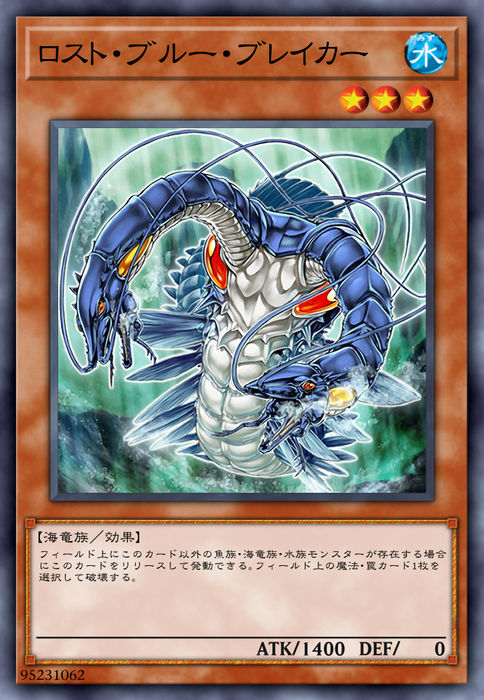 ロスト・ブルー・ブレイカー
みず
水
【海竜族／効果】
フィールド上にこのカード以外の魚族・海竜族・水族モンスターが存在する場合
にこのカードをリリースして発動できる。フィールド上の魔法・罠カード1枚を
選択して破壊する。
ATK/1400 DEF/ 0
95231062